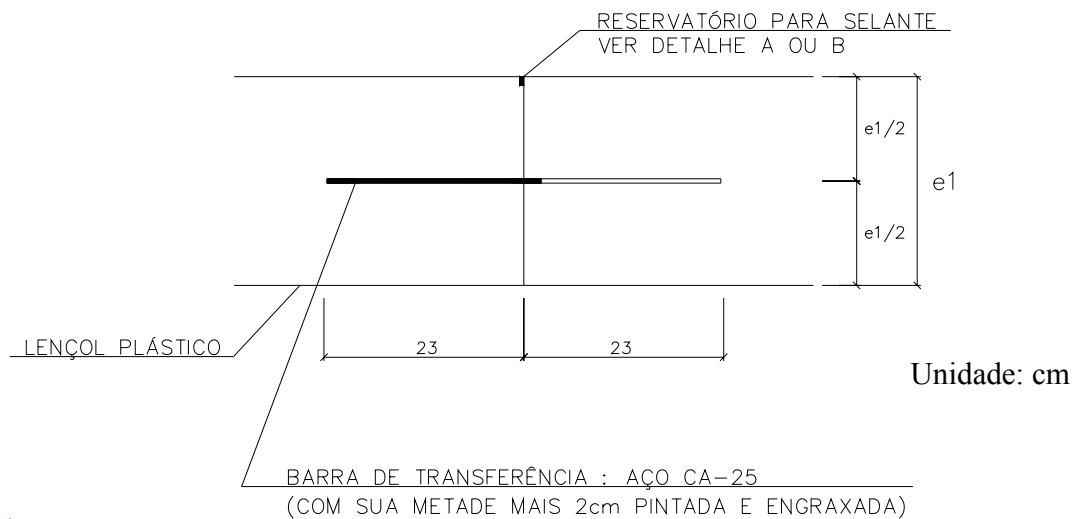 RESERVATÓRIO PARA SELANTE
VER DETALHE A OU B
e1/2
e1
e1/2
LENÇOL PLÁSTICO
23
23
Unidade: cm
BARRA DE TRANSFERÊNCIA : AÇO CA-25
(COM SUA METADE MAIS 2cm PINTADA E ENGRAXADA)